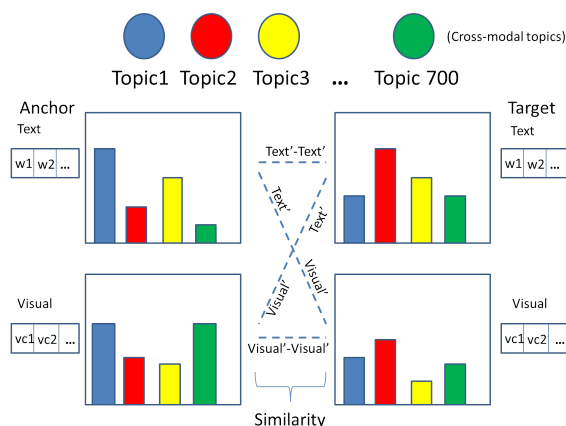 (Cross-modal topics)
Topic1 Topic2 Topic3 ... Topic 700
Anchor
Target
Text
Text
w1 w2 ...
Text’-Text’
w1 w2 ...
Text’
Text’
Visual’
Visual’
Visual
Visual
vc1 vc2 ...
Visual’-Visual’
vc1 vc2 ...
Similarity